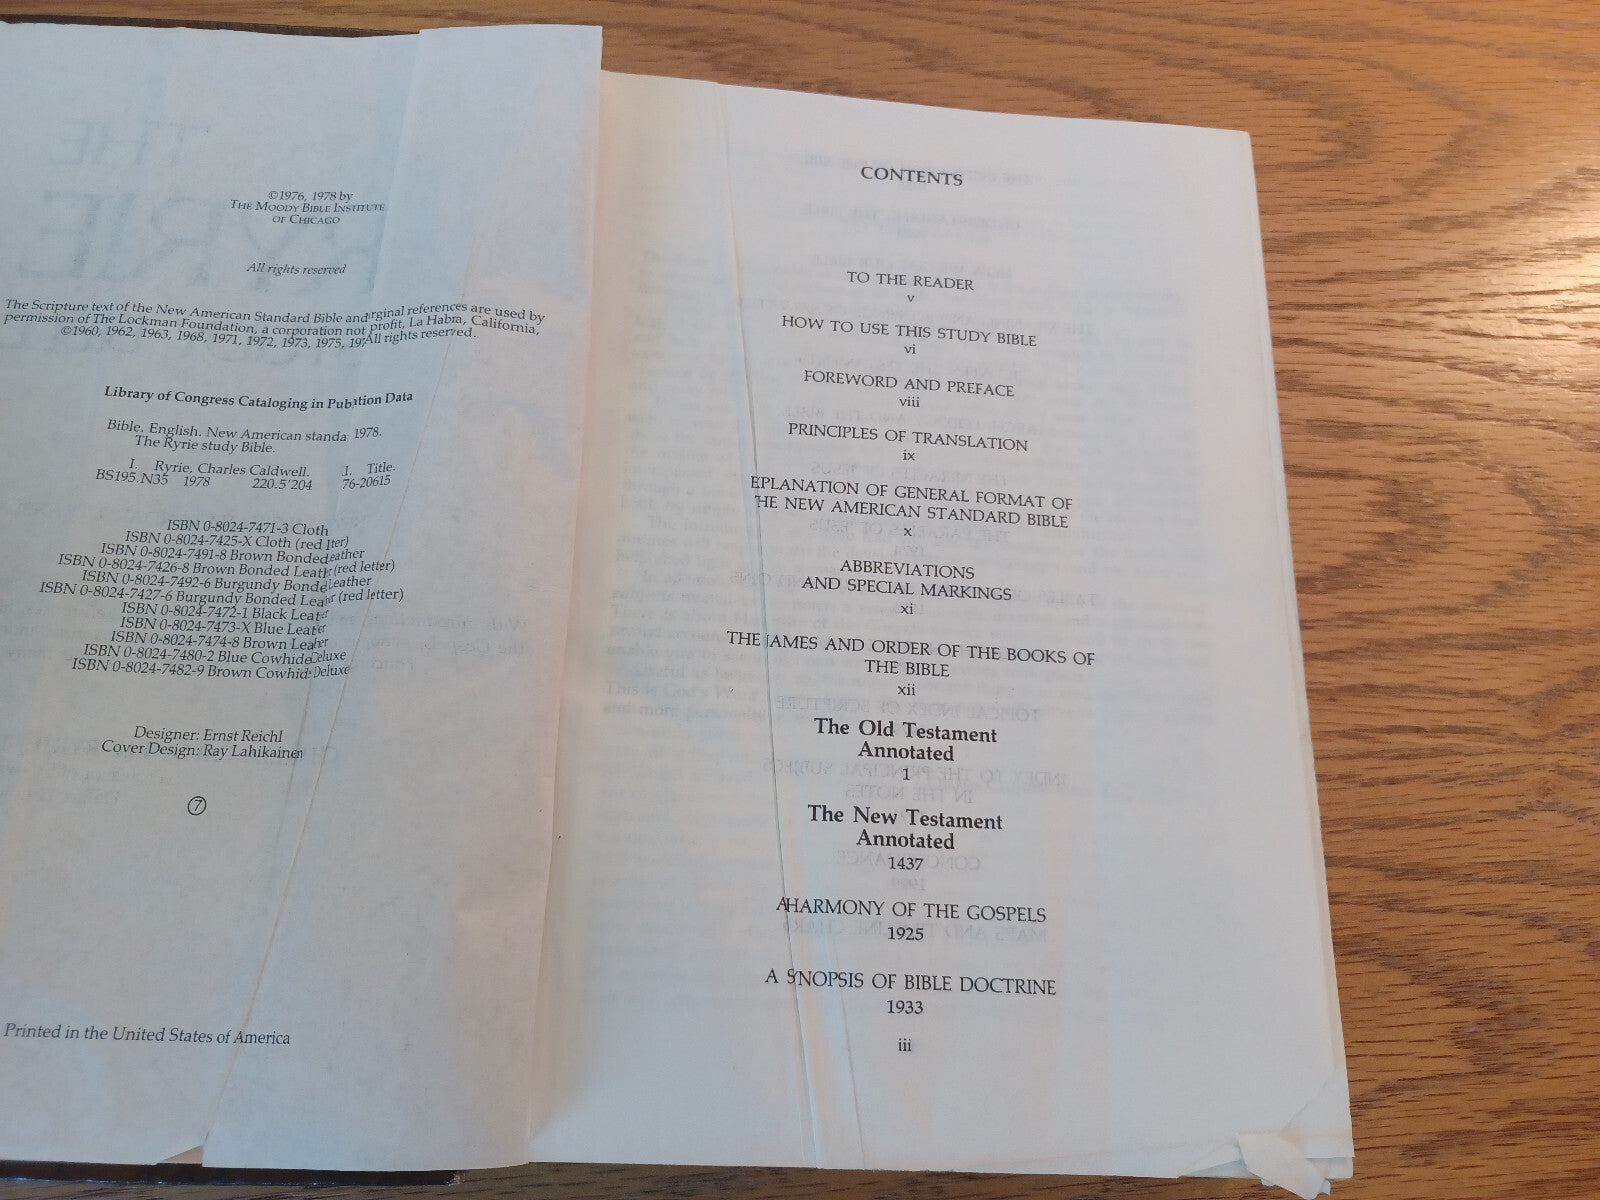 ©1976, 1978 by
THE MOODY BIBLE INSTITUTE
OF CHICAGO
All rights reserved
The Scripture text of the New American Standard Bible and rginal references are used by
permission of The Lockman Foundation, a corporation not profit, La Habra, California,
©1960, 1962, 1963, 1968, 1971, 1972, 1973, 1975, 19 All rights reserved.
Library of Congress Cataloging in Pub ation Data
Bible. English. New American standa 1978.
The Ryrie study Bible.
I. Ryrie, Charles Caldwell. I. Title.
BS195.N35 1978 220.5'204 76-20615
ISBN 0-8024-7471-3 Cloth
ISBN 0-8024-7425-X Cloth (red lter)
ISBN 0-8024-7491-8 Brown Bonded eather
ISBN 0-8024-7426-8 Brown Bonded Leath r (red letter)
ISBN 0-8024-7492-6 Burgundy Bonde Leather
ISBN 0-8024-7427-6 Burgundy Bonded Lea r (red letter)
ISBN 0-8024-7472-1 Black Leat er
ISBN 0-8024-7473-X Blue Leat er
ISBN 0-8024-7474-8 Brown Lea her
ISBN 0-8024-7480-2 Blue Cowhide Deluxe
ISBN 0-8024-7482-9 Brown Cowhid Deluxe
Designer: Ernst Reichl
Cover Design: Ray Lahikainen
7
Printed in the United States of America
CONTENTS
TO THE READER
v
HOW TO USE THIS STUDY BIBLE
vi
FOREWORD AND PREFACE
viii
PRINCIPLES OF TRANSLATION
ix
EPLANATION OF GENERAL FORMAT OF
THE NEW AMERICAN STANDARD BIBLE
x
ABBREVIATIONS
AND SPECIAL MARKINGS
xi
THE AMES AND ORDER OF THE BOOKS OF
THE BIBLE
xii
The Old Testament
Annotated
1
The New Testament
Annotated
1437
A HARMONY OF THE GOSPELS
1925
A SYNOPSIS OF BIBLE DOCTRINE
1933
iii